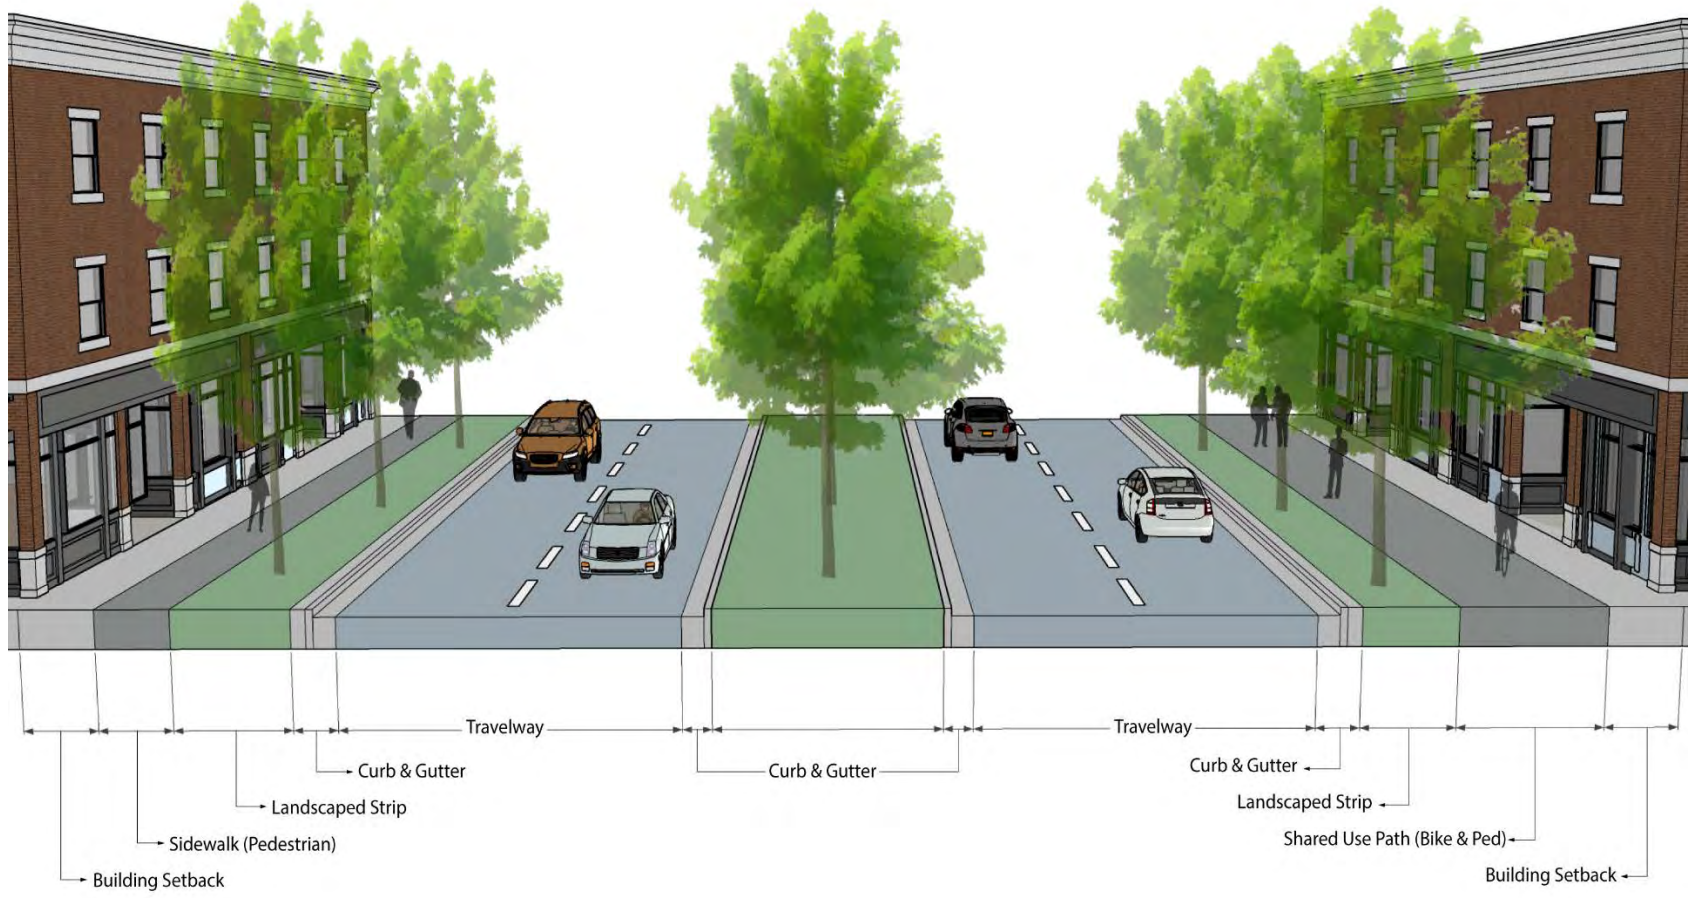 Travelway
Travelway
Curb & Gutter
Curb & Gutter
Curb & Gutter
Landscaped Strip
Landscaped Strip
Sidewalk (Pedestrian)
Shared Use Path (Bike & Ped)
Building Setback
Building Setback